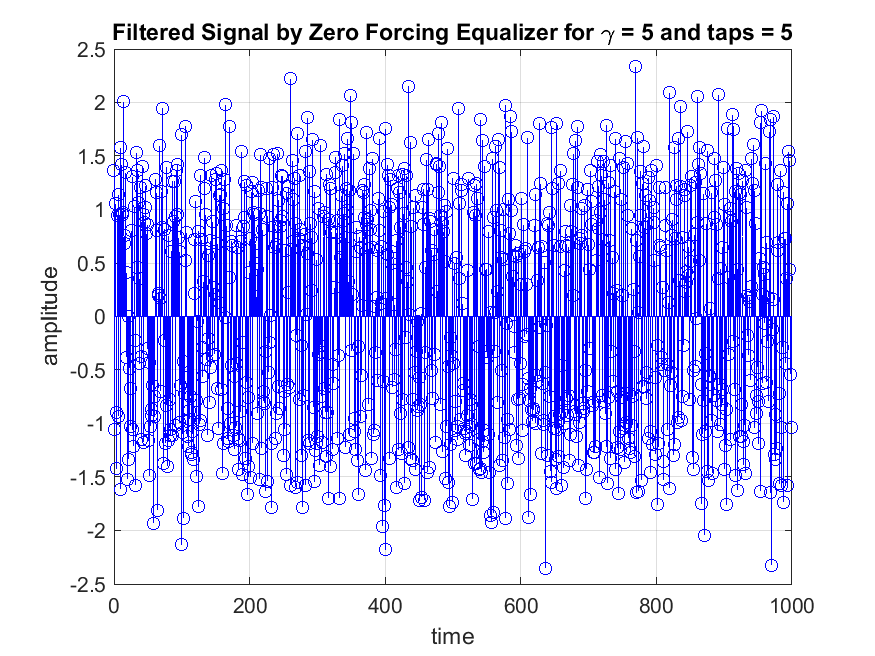 Filtered Signal by Zero Forcing Equalizer for γ = 5 and taps = 5
2.5
2
1.5
1
0.5
0
-0.5
-1
-1.5
-2
-2.5
amplitude
0 200 400 600 800 1000
time